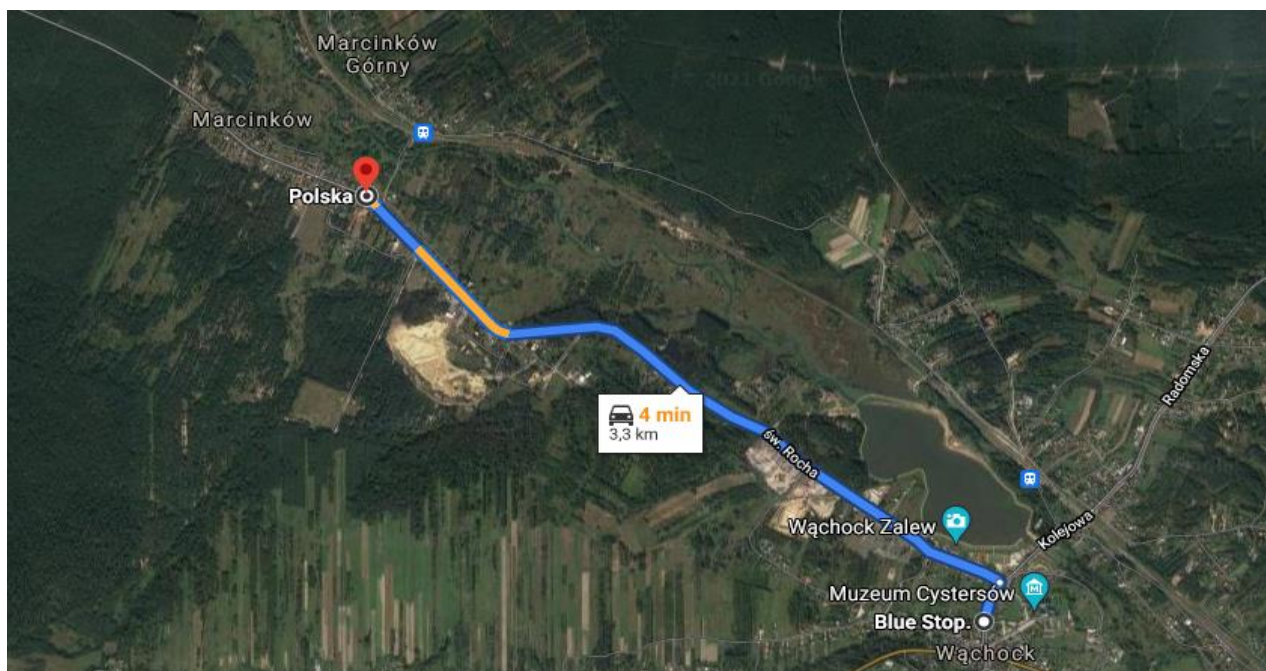 Marcinków
Górny
Marcinków
Polska
4 min
3,3 km
Radomska
św. Rocha
Wąchock Zalew
Kolejowa
Muzeum Cystersów
Blue Stop.
Wąchock